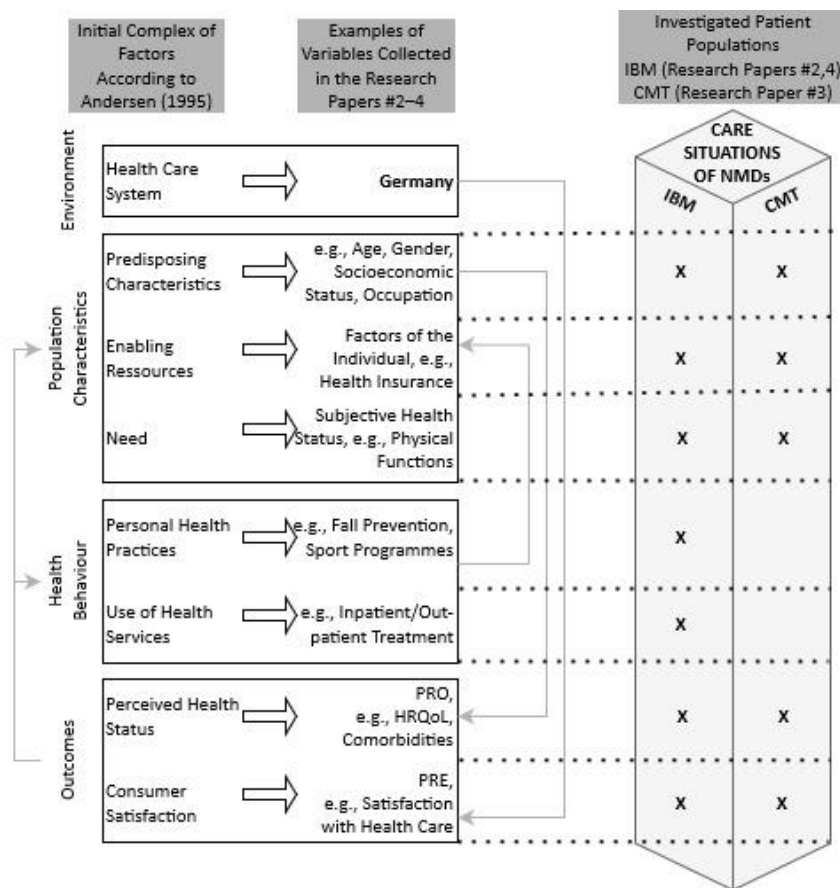 Initial Complex of
Factors
According to
Andersen (1995)
Examples of
Variables Collected
in the Research
Papers #2–4
Investigated Patient
Populations
IBM (Research Papers #2,4)
CMT (Research Paper #3)
CARE
SITUATIONS
OF NMDs
IBM
CMT
Environment
Health Care
System
Germany
Population
Characteristics
Predisposing
Characteristics
e.g., Age, Gender,
Socioeconomic
Status, Occupation
X X
Enabling
Ressources
Factors of the
Individual, e.g.,
Health Insurance
X X
Need
Subjective Health
Status, e.g., Physical
Functions
X X
Health
Behaviour
Personal Health
Practices
e.g., Fall Prevention,
Sport Programmes
X
Use of Health
Services
e.g., Inpatient/Out-
patient Treatment
X
Outcomes
Perceived Health
Status
PRO,
e.g., HRQoL,
Comorbidities
X X
Consumer
Satisfaction
PRE,
e.g., Satisfaction
with Health Care
X X